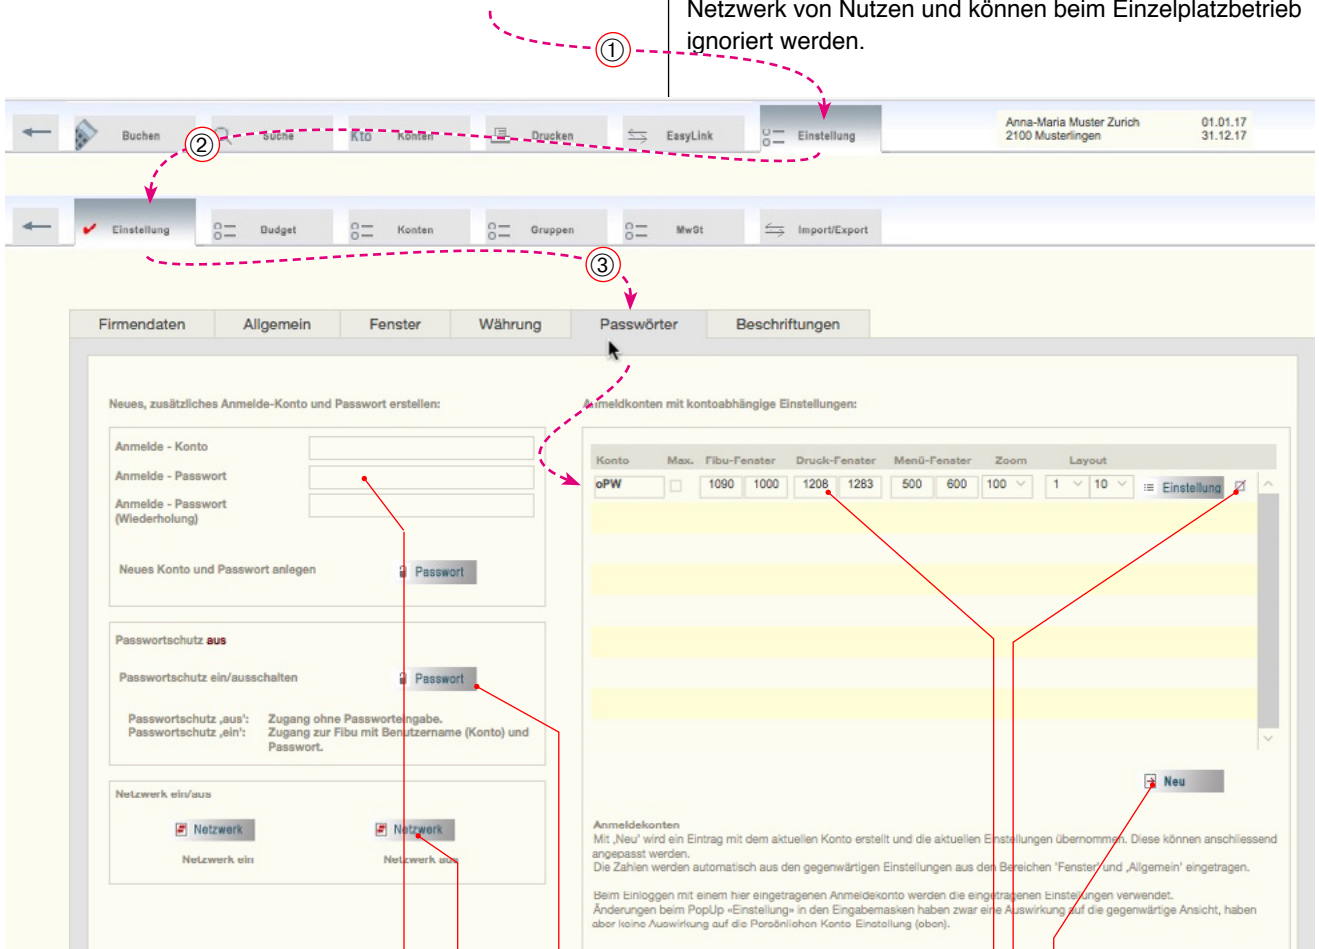 Netzwerk von Nutzen und können beim Einzelplatzbetrieb
ignoriert werden.
①
Buchen Suche Kto Konten Drucken EasyLink Einstellung
Anna-Maria Muster Zurich 01.01.17
2100 Musterlingen 31.12.17
②
Einstellung Budget Konten Gruppen MwSt Import/Export
③
Firmendaten Allgemein Fenster Währung Passwörter Beschriftungen
Neues, zusätzliches Anmelde-Konto und Passwort erstellen:
Anmelde - Konto
Anmelde - Passwort
Anmelde - Passwort
(Wiederholung)
Neues Konto und Passwort anlegen Passwort
Passwortschutz aus
Passwortschutz ein/ausschalten Passwort
Passwortschutz ‚aus': Zugang ohne Passworteingabe.
Passwortschutz ‚ein': Zugang zur Fibu mit Benutzername (Konto) und
Passwort.
Netzwerk ein/aus
Netzwerk Netzwerk
Netzwerk ein Netzwerk aus
Anmeldkonten mit kontoabhängige Einstellungen:
Konto Max. Fibu-Fenster Druck-Fenster Menü-Fenster Zoom Layout
oPW 1090 1000 1208 1283 500 600 100 1 10 Einstellung
Neu
Anmeldekonten
Mit ‚Neu' wird ein Eintrag mit dem aktuellen Konto erstellt und die aktuellen Einstellungen übernommen. Diese können anschliessend
angepasst werden.
Die Zahlen werden automatisch aus den gegenwärtigen Einstellungen aus den Bereichen 'Fenster' und ‚Allgemein' eingetragen.
Beim Einloggen mit einem hier eingetragenen Anmeldekonto werden die eingetragenen Einstellungen verwendet.
Änderungen beim PopUp «Einstellung» in den Eingabemasken haben zwar eine Auswirkung auf die gegenwärtige Ansicht, haben
aber keine Auswirkung auf die Persönlichen Konto Einstellung (oben).